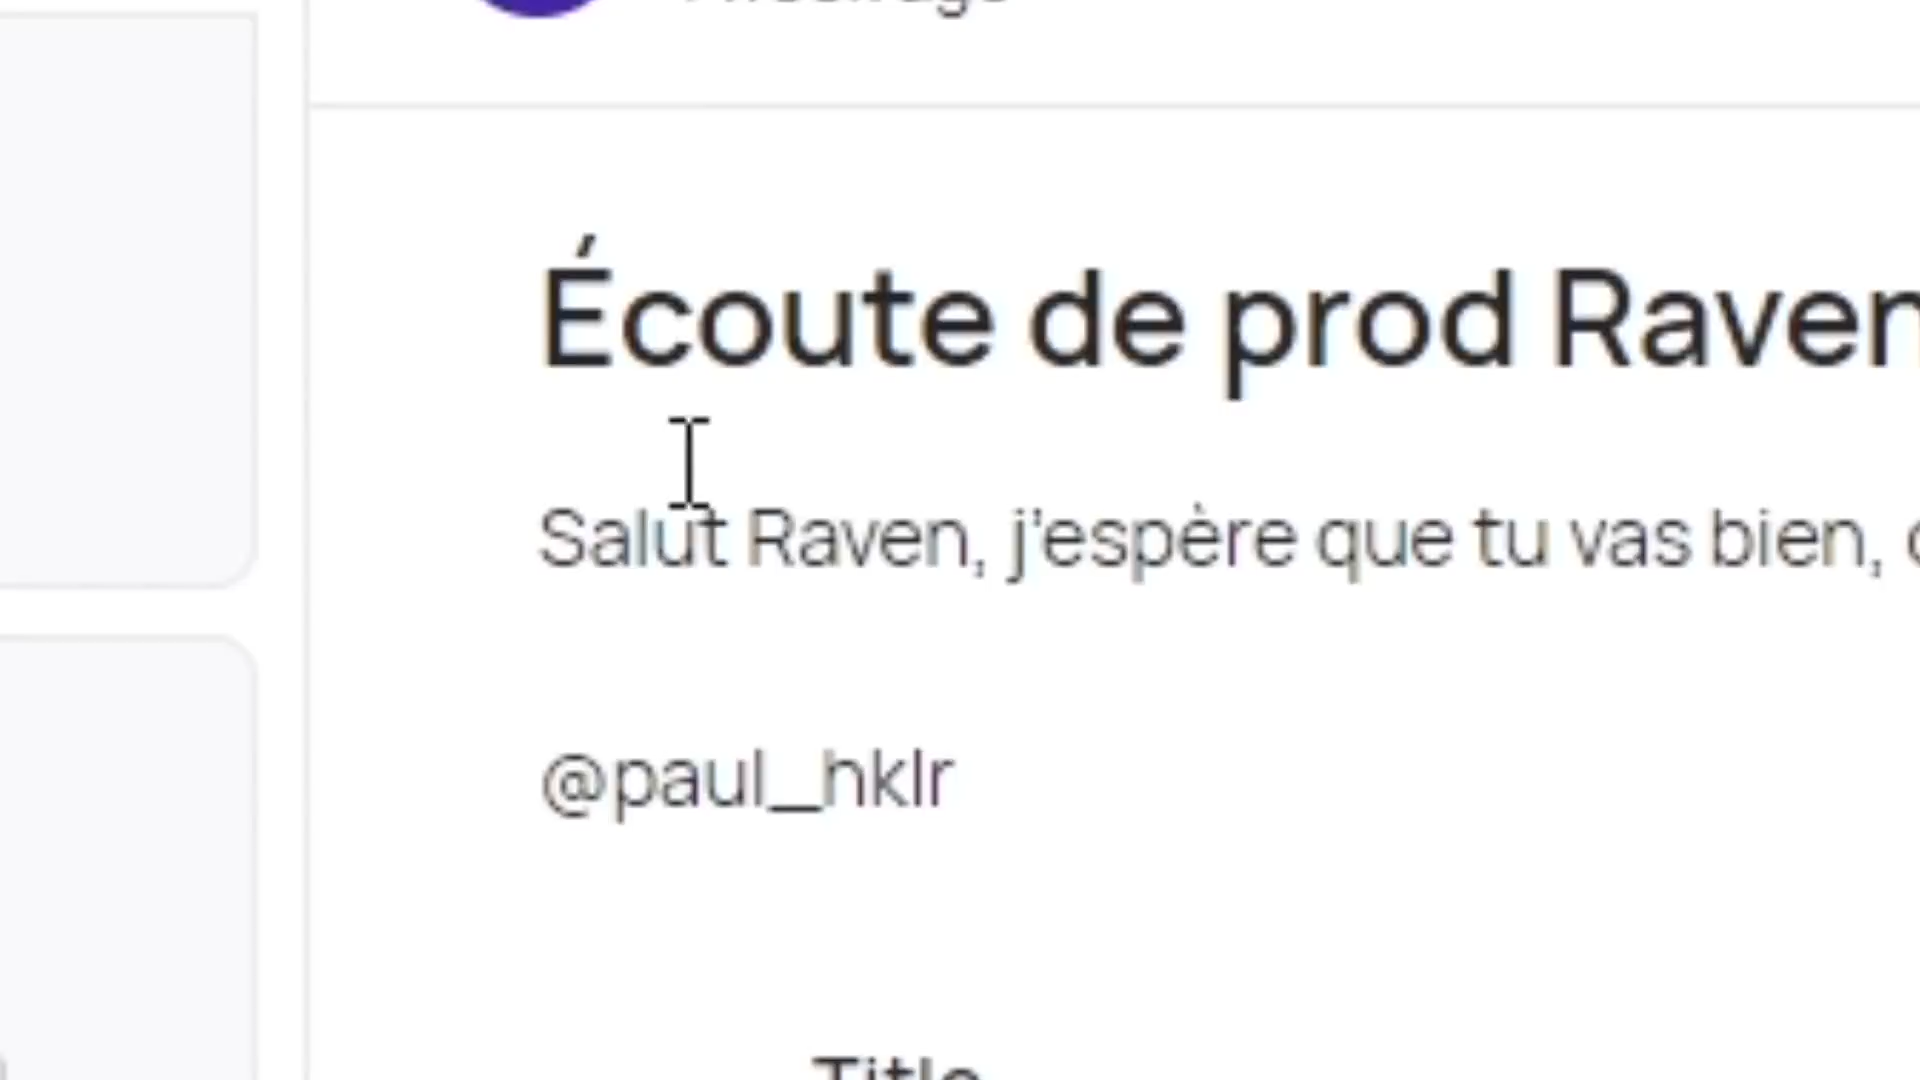 Écoute de prod Raven
Salut Raven, j'espère que tu vas bien,
@paul_hklr
Title